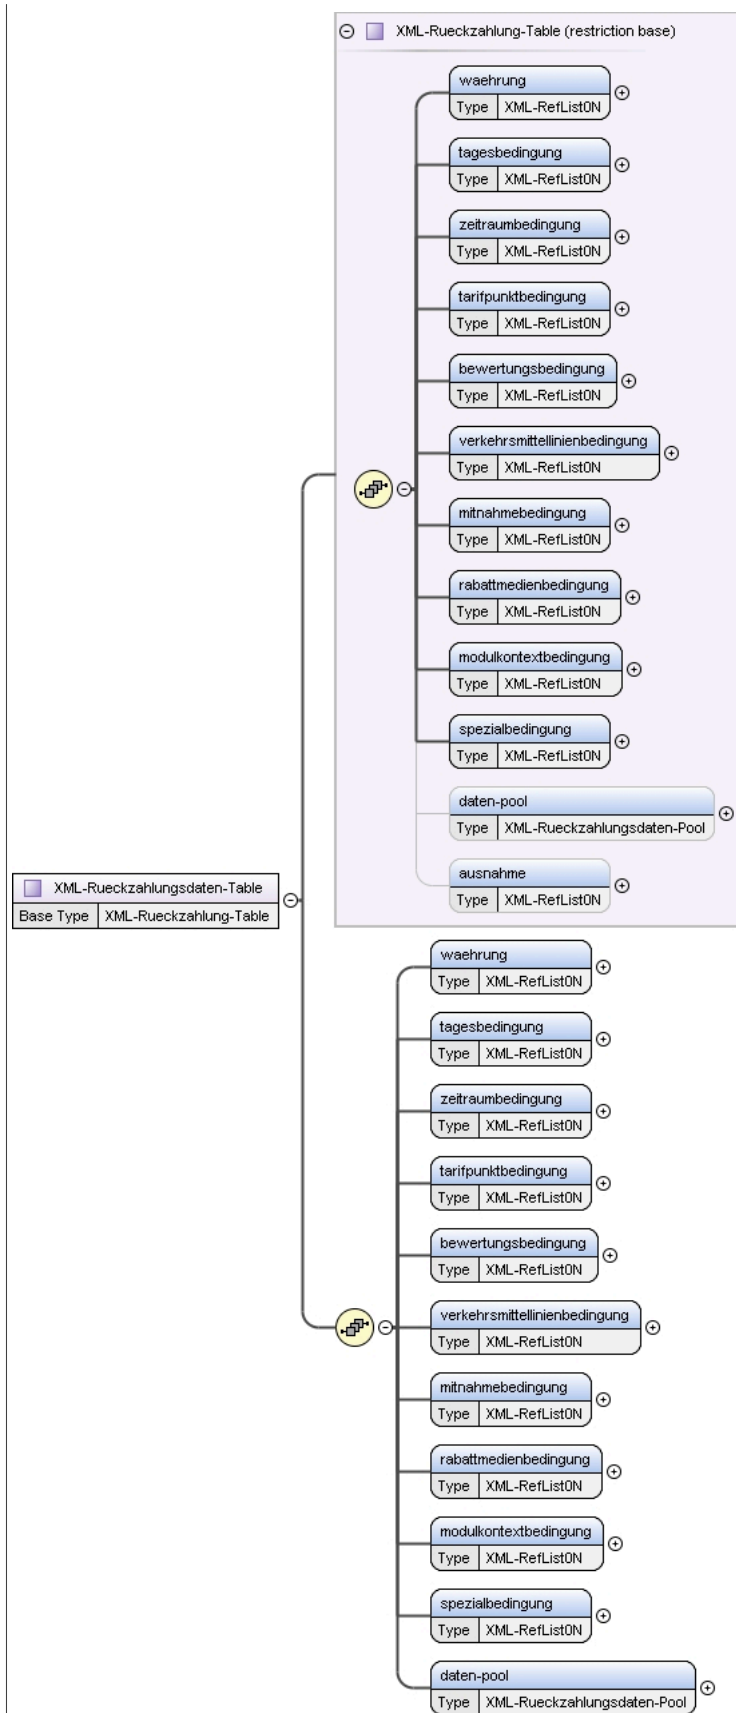 XML-Rueckzahlung-Table (restriction base)
waehrung
Type XML-RefList0N
tagesbedingung
Type XML-RefList0N
zeitraumbedingung
Type XML-RefList0N
tarifpunktbedingung
Type XML-RefList0N
bewertungsbedingung
Type XML-RefList0N
verkehrsmittellinienbedingung
Type XML-RefList0N
mitnahmebedingung
Type XML-RefList0N
rabattmedienbedingung
Type XML-RefList0N
modulkontextbedingung
Type XML-RefList0N
spezialbedingung
Type XML-RefList0N
daten-pool
Type XML-Rueckzahlungsdaten-Pool
ausnahme
Type XML-RefList0N
XML-Rueckzahlungsdaten-Table
Base Type XML-Rueckzahlung-Table
waehrung
Type XML-RefList0N
tagesbedingung
Type XML-RefList0N
zeitraumbedingung
Type XML-RefList0N
tarifpunktbedingung
Type XML-RefList0N
bewertungsbedingung
Type XML-RefList0N
verkehrsmittellinienbedingung
Type XML-RefList0N
mitnahmebedingung
Type XML-RefList0N
rabattmedienbedingung
Type XML-RefList0N
modulkontextbedingung
Type XML-RefList0N
spezialbedingung
Type XML-RefList0N
daten-pool
Type XML-Rueckzahlungsdaten-Pool